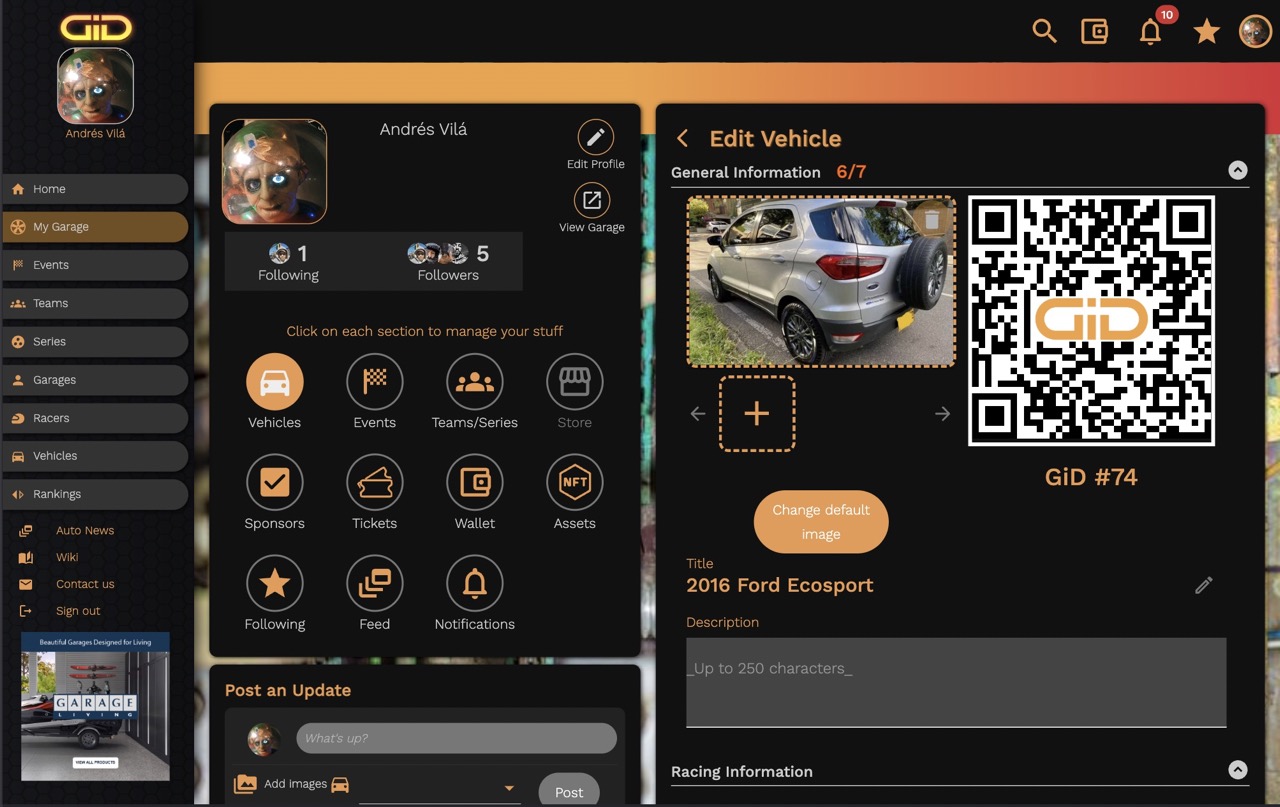 GiD
Andrés Vilá
Home
My Garage
Events
Teams
Series
Garages
Racers
Vehicles
Rankings
Auto News
Wiki
Contact us
Sign out
Beautiful Garages Designed for Living
GARAGE
LIVING
VIEW ALL PRODUCTS
10
Andrés Vilá
Edit Profile
View Garage
1
Following
5
Followers
Click on each section to manage your stuff
Vehicles
Events
Teams/Series
Store
Sponsors
Tickets
Wallet
NFT
Assets
Following
Feed
Notifications
Post an Update
What's up?
Add images
Post
Edit Vehicle
General Information 6/7
GiD
GiD #74
Change default
image
Title
2016 Ford Ecosport
Description
_Up to 250 characters_
Racing Information